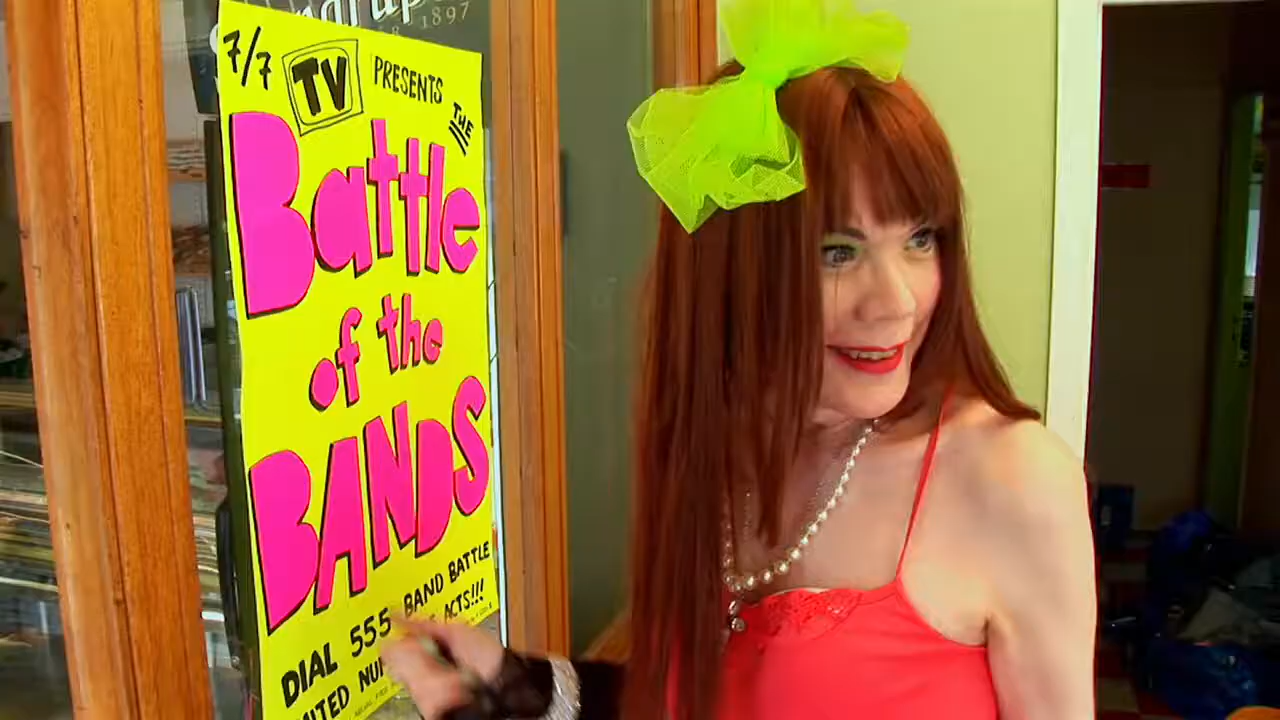 1897
7/7 TV PRESENTS THE
Battle
of the
BANDS
DIAL 555 BAND BATTLE
ACTS!!!